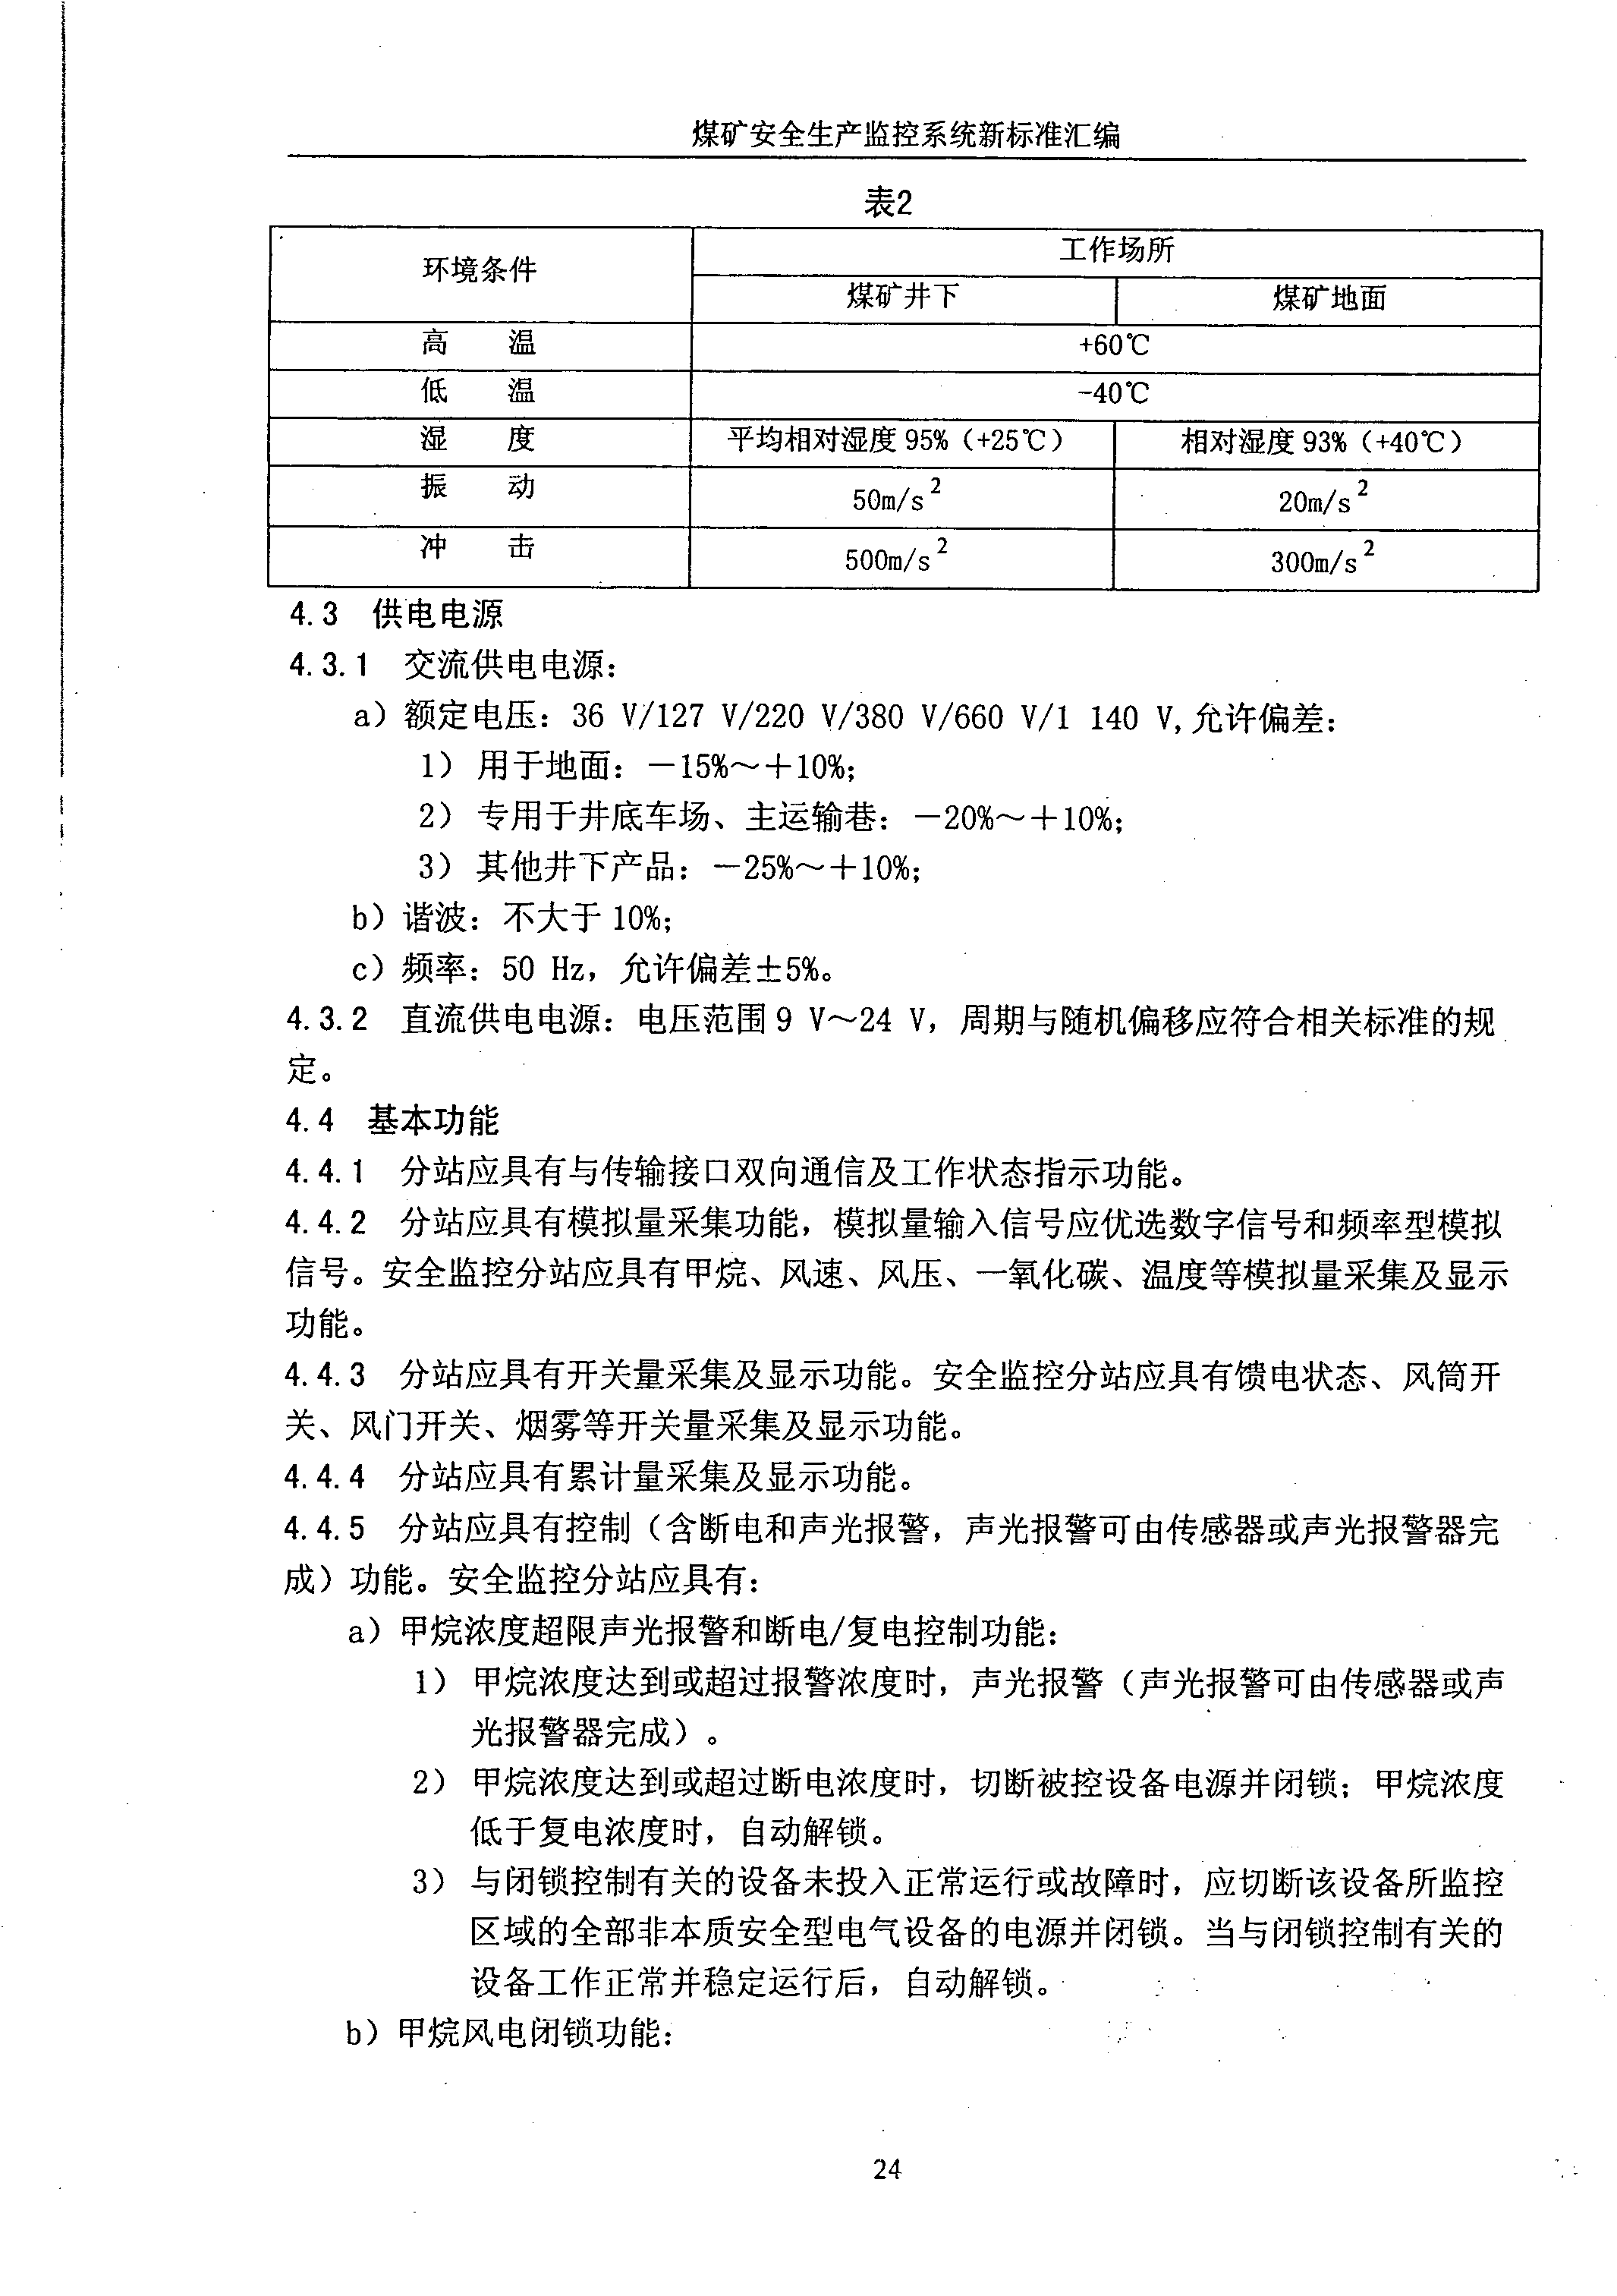 煤矿安全生产监控系统新标准汇编
表2
环境条件 工作场所
煤矿井下 煤矿地面
高 温 +60℃
低 温 -40℃
湿 度 平均相对湿度 95%（+25℃） 相对湿度 93%（+40℃）
振 动 50m/s² 20m/s²
冲 击 500m/s² 300m/s²
4.3 供电电源
4.3.1 交流供电电源：
a）额定电压：36 V/127 V/220 V/380 V/660 V/1 140 V,允许偏差：
1） 用于地面：－15%～＋10%；
2） 专用于井底车场、主运输巷：－20%～＋10%；
3） 其他井下产品：－25%～＋10%；
b）谐波：不大于 10%；
c）频率：50 Hz，允许偏差±5%。
4.3.2 直流供电电源：电压范围 9 V～24 V，周期与随机偏移应符合相关标准的规
定。
4.4 基本功能
4.4.1 分站应具有与传输接口双向通信及工作状态指示功能。
4.4.2 分站应具有模拟量采集功能，模拟量输入信号应优选数字信号和频率型模拟
信号。安全监控分站应具有甲烷、风速、风压、一氧化碳、温度等模拟量采集及显示
功能。
4.4.3 分站应具有开关量采集及显示功能。安全监控分站应具有馈电状态、风筒开
关、风门开关、烟雾等开关量采集及显示功能。
4.4.4 分站应具有累计量采集及显示功能。
4.4.5 分站应具有控制（含断电和声光报警，声光报警可由传感器或声光报警器完
成）功能。安全监控分站应具有：
a）甲烷浓度超限声光报警和断电/复电控制功能：
1） 甲烷浓度达到或超过报警浓度时，声光报警（声光报警可由传感器或声
光报警器完成）。
2） 甲烷浓度达到或超过断电浓度时，切断被控设备电源并闭锁；甲烷浓度
低于复电浓度时，自动解锁。
3） 与闭锁控制有关的设备未投入正常运行或故障时，应切断该设备所监控
区域的全部非本质安全型电气设备的电源并闭锁。当与闭锁控制有关的
设备工作正常并稳定运行后，自动解锁。
b）甲烷风电闭锁功能：
24